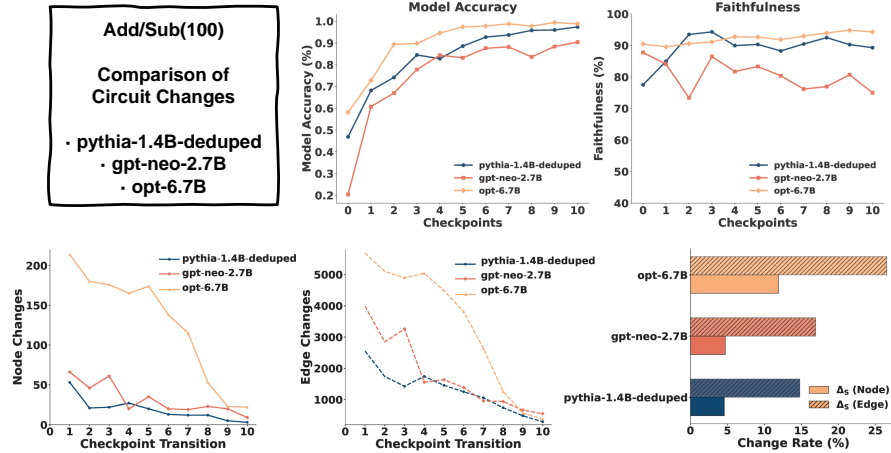 Add/Sub(100)
Comparison of
Circuit Changes
· pythia-1.4B-deduped
· gpt-neo-2.7B
· opt-6.7B
Model Accuracy
Model Accuracy (%)
1.0
0.9
0.8
0.7
0.6
0.5
0.4
0.3
0.2
pythia-1.4B-deduped
gpt-neo-2.7B
opt-6.7B
0 1 2 3 4 5 6 7 8 9 10
Checkpoints
Faithfulness
Faithfulness (%)
100
90
80
70
60
50
40
pythia-1.4B-deduped
gpt-neo-2.7B
opt-6.7B
0 1 2 3 4 5 6 7 8 9 10
Checkpoints
Node Changes
200
150
100
50
0
pythia-1.4B-deduped
gpt-neo-2.7B
opt-6.7B
1 2 3 4 5 6 7 8 9 10
Checkpoint Transition
Edge Changes
5000
4000
3000
2000
1000
pythia-1.4B-deduped
gpt-neo-2.7B
opt-6.7B
1 2 3 4 5 6 7 8 9 10
Checkpoint Transition
opt-6.7B
gpt-neo-2.7B
pythia-1.4B-deduped
Δs (Node)
Δs (Edge)
0 5 10 15 20 25
Change Rate (%)